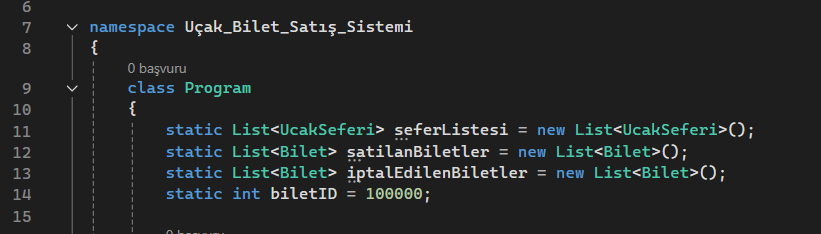 6
7 namespace Uçak_Bilet_Satış_Sistemi
8 {
0 başvuru
9 class Program
10 {
11 static List<UcakSeferi> seferListesi = new List<UcakSeferi>();
12 static List<Bilet> satilanBiletler = new List<Bilet>();
13 static List<Bilet> iptalEdilenBiletler = new List<Bilet>();
14 static int biletID = 100000;
15
0 başvuru